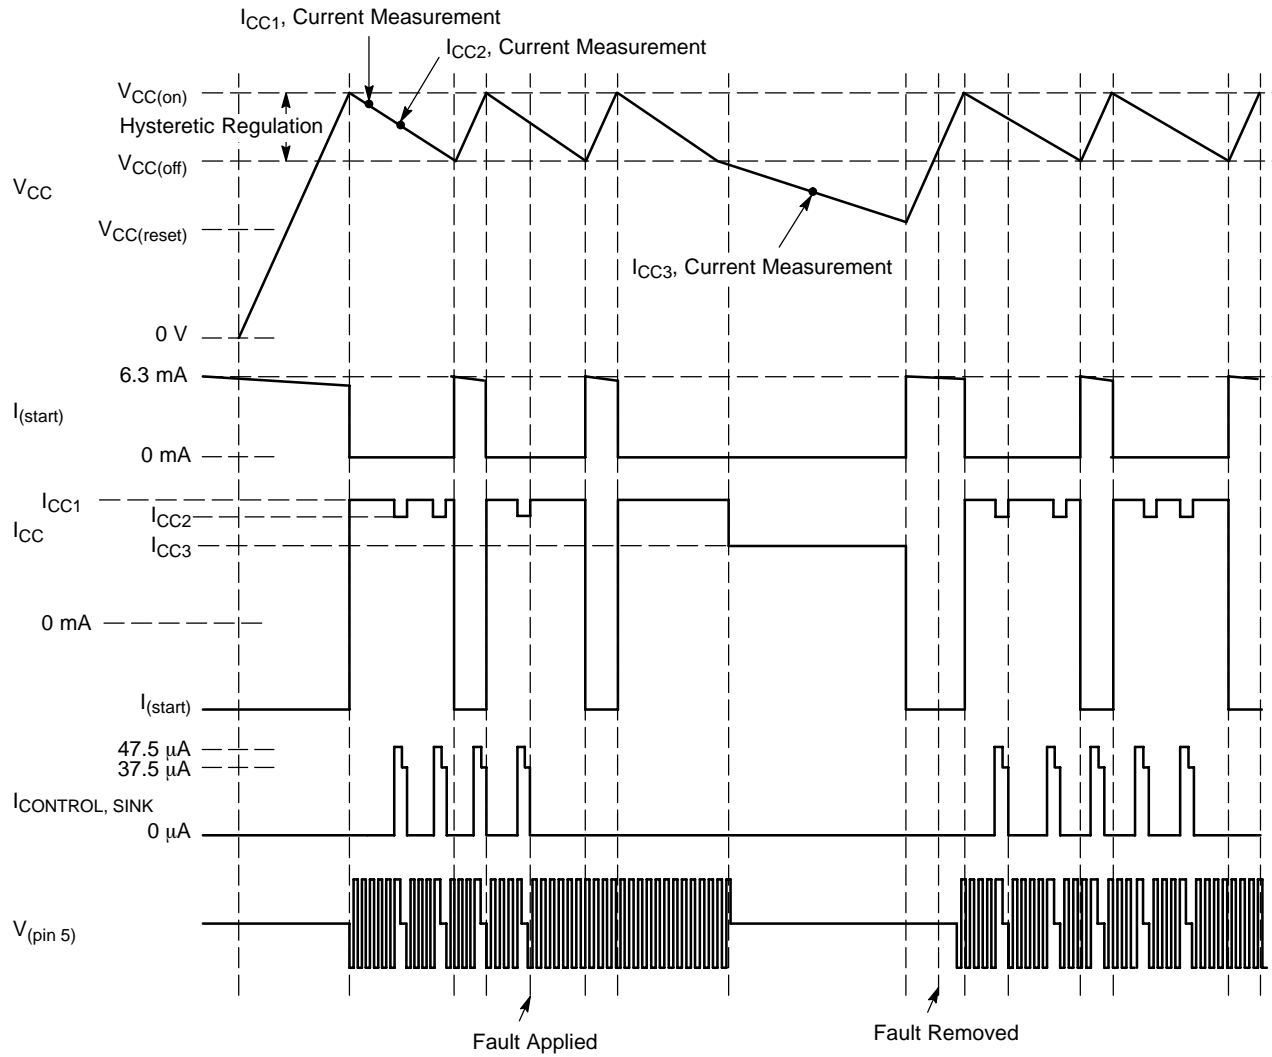 ICC1, Current Measurement
ICC2, Current Measurement
VCC(on)
Hysteretic Regulation
VCC(off)
VCC
VCC(reset)
ICC3, Current Measurement
0 V
6.3 mA
I(start)
0 mA
ICC1
ICC2
ICC
ICC3
0 mA
I(start)
47.5 μA
37.5 μA
ICONTROL, SINK
0 μA
V(pin 5)
Fault Applied
Fault Removed